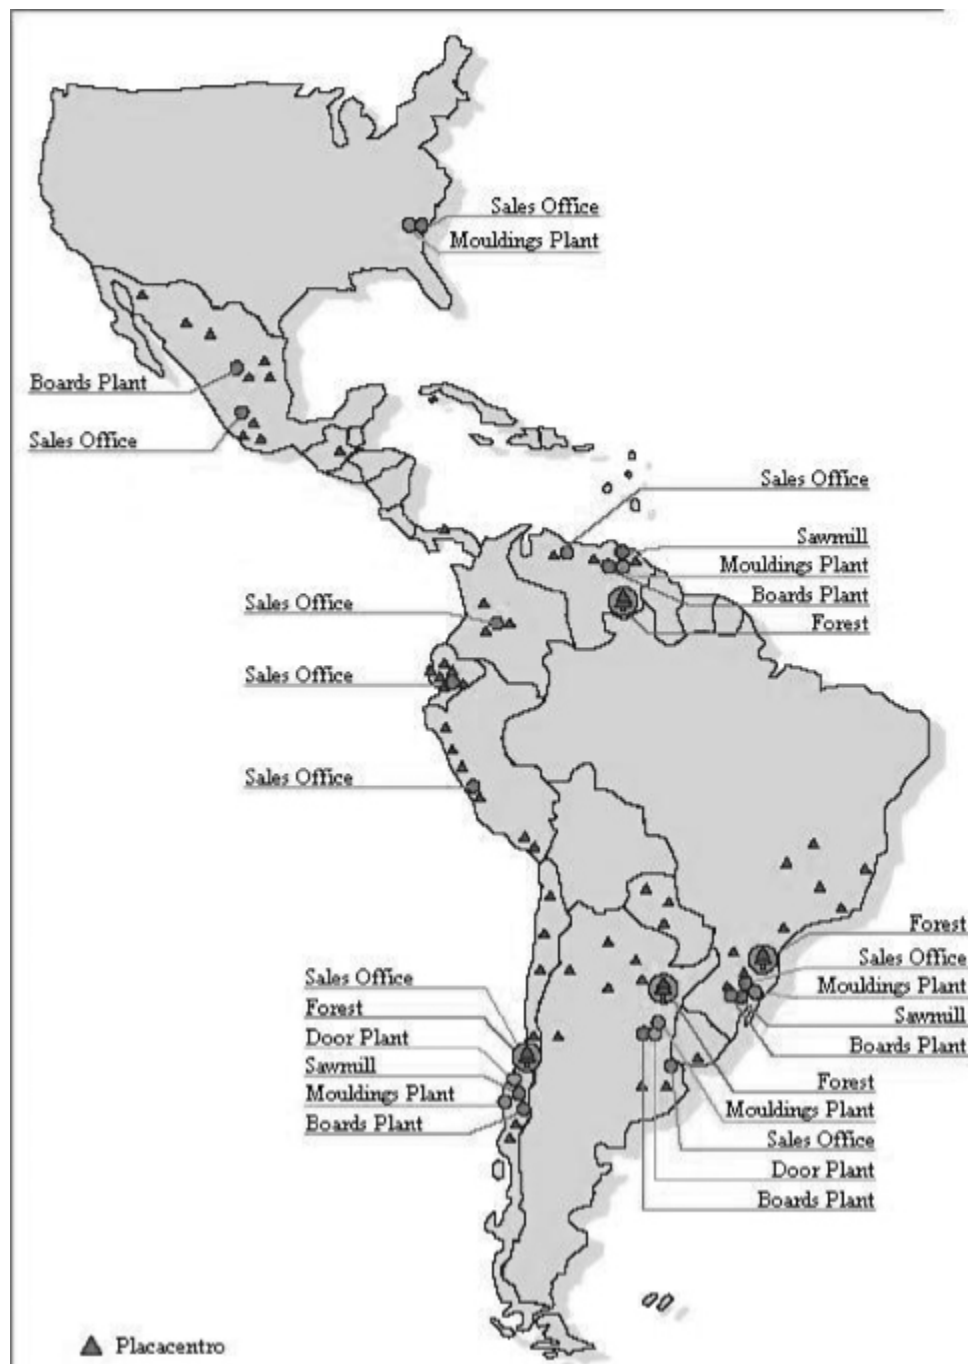 Sales Office
Mouldings Plant
Boards Plant
Sales Office
Sales Office
Sawmill
Mouldings Plant
Boards Plant
Forest
Sales Office
Sales Office
Sales Office
Forest
Sales Office
Mouldings Plant
Sawmill
Boards Plant
Sales Office
Forest
Door Plant
Sawmill
Mouldings Plant
Boards Plant
Forest
Mouldings Plant
Sales Office
Door Plant
Boards Plant
Placacentro